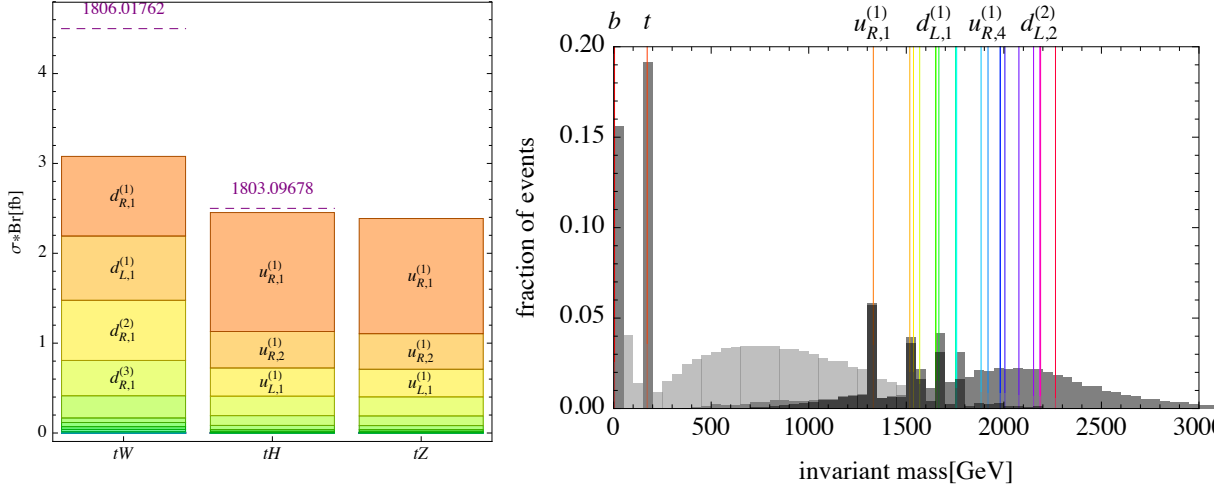 1806.01762
4
3
2
1
0
σ*Br[fb]
d_{R,1}^{(1)}
d_{L,1}^{(1)}
d_{R,1}^{(2)}
d_{R,1}^{(3)}
1803.09678
u_{R,1}^{(1)}
u_{R,2}^{(1)}
u_{L,1}^{(1)}
u_{R,1}^{(1)}
u_{R,2}^{(1)}
u_{L,1}^{(1)}
tW tH tZ
b t u_{R,1}^{(1)} d_{L,1}^{(1)} u_{R,4}^{(1)} d_{L,2}^{(2)}
0.20
0.15
0.10
0.05
0.00
fraction of events
0 500 1000 1500 2000 2500 300
invariant mass[GeV]